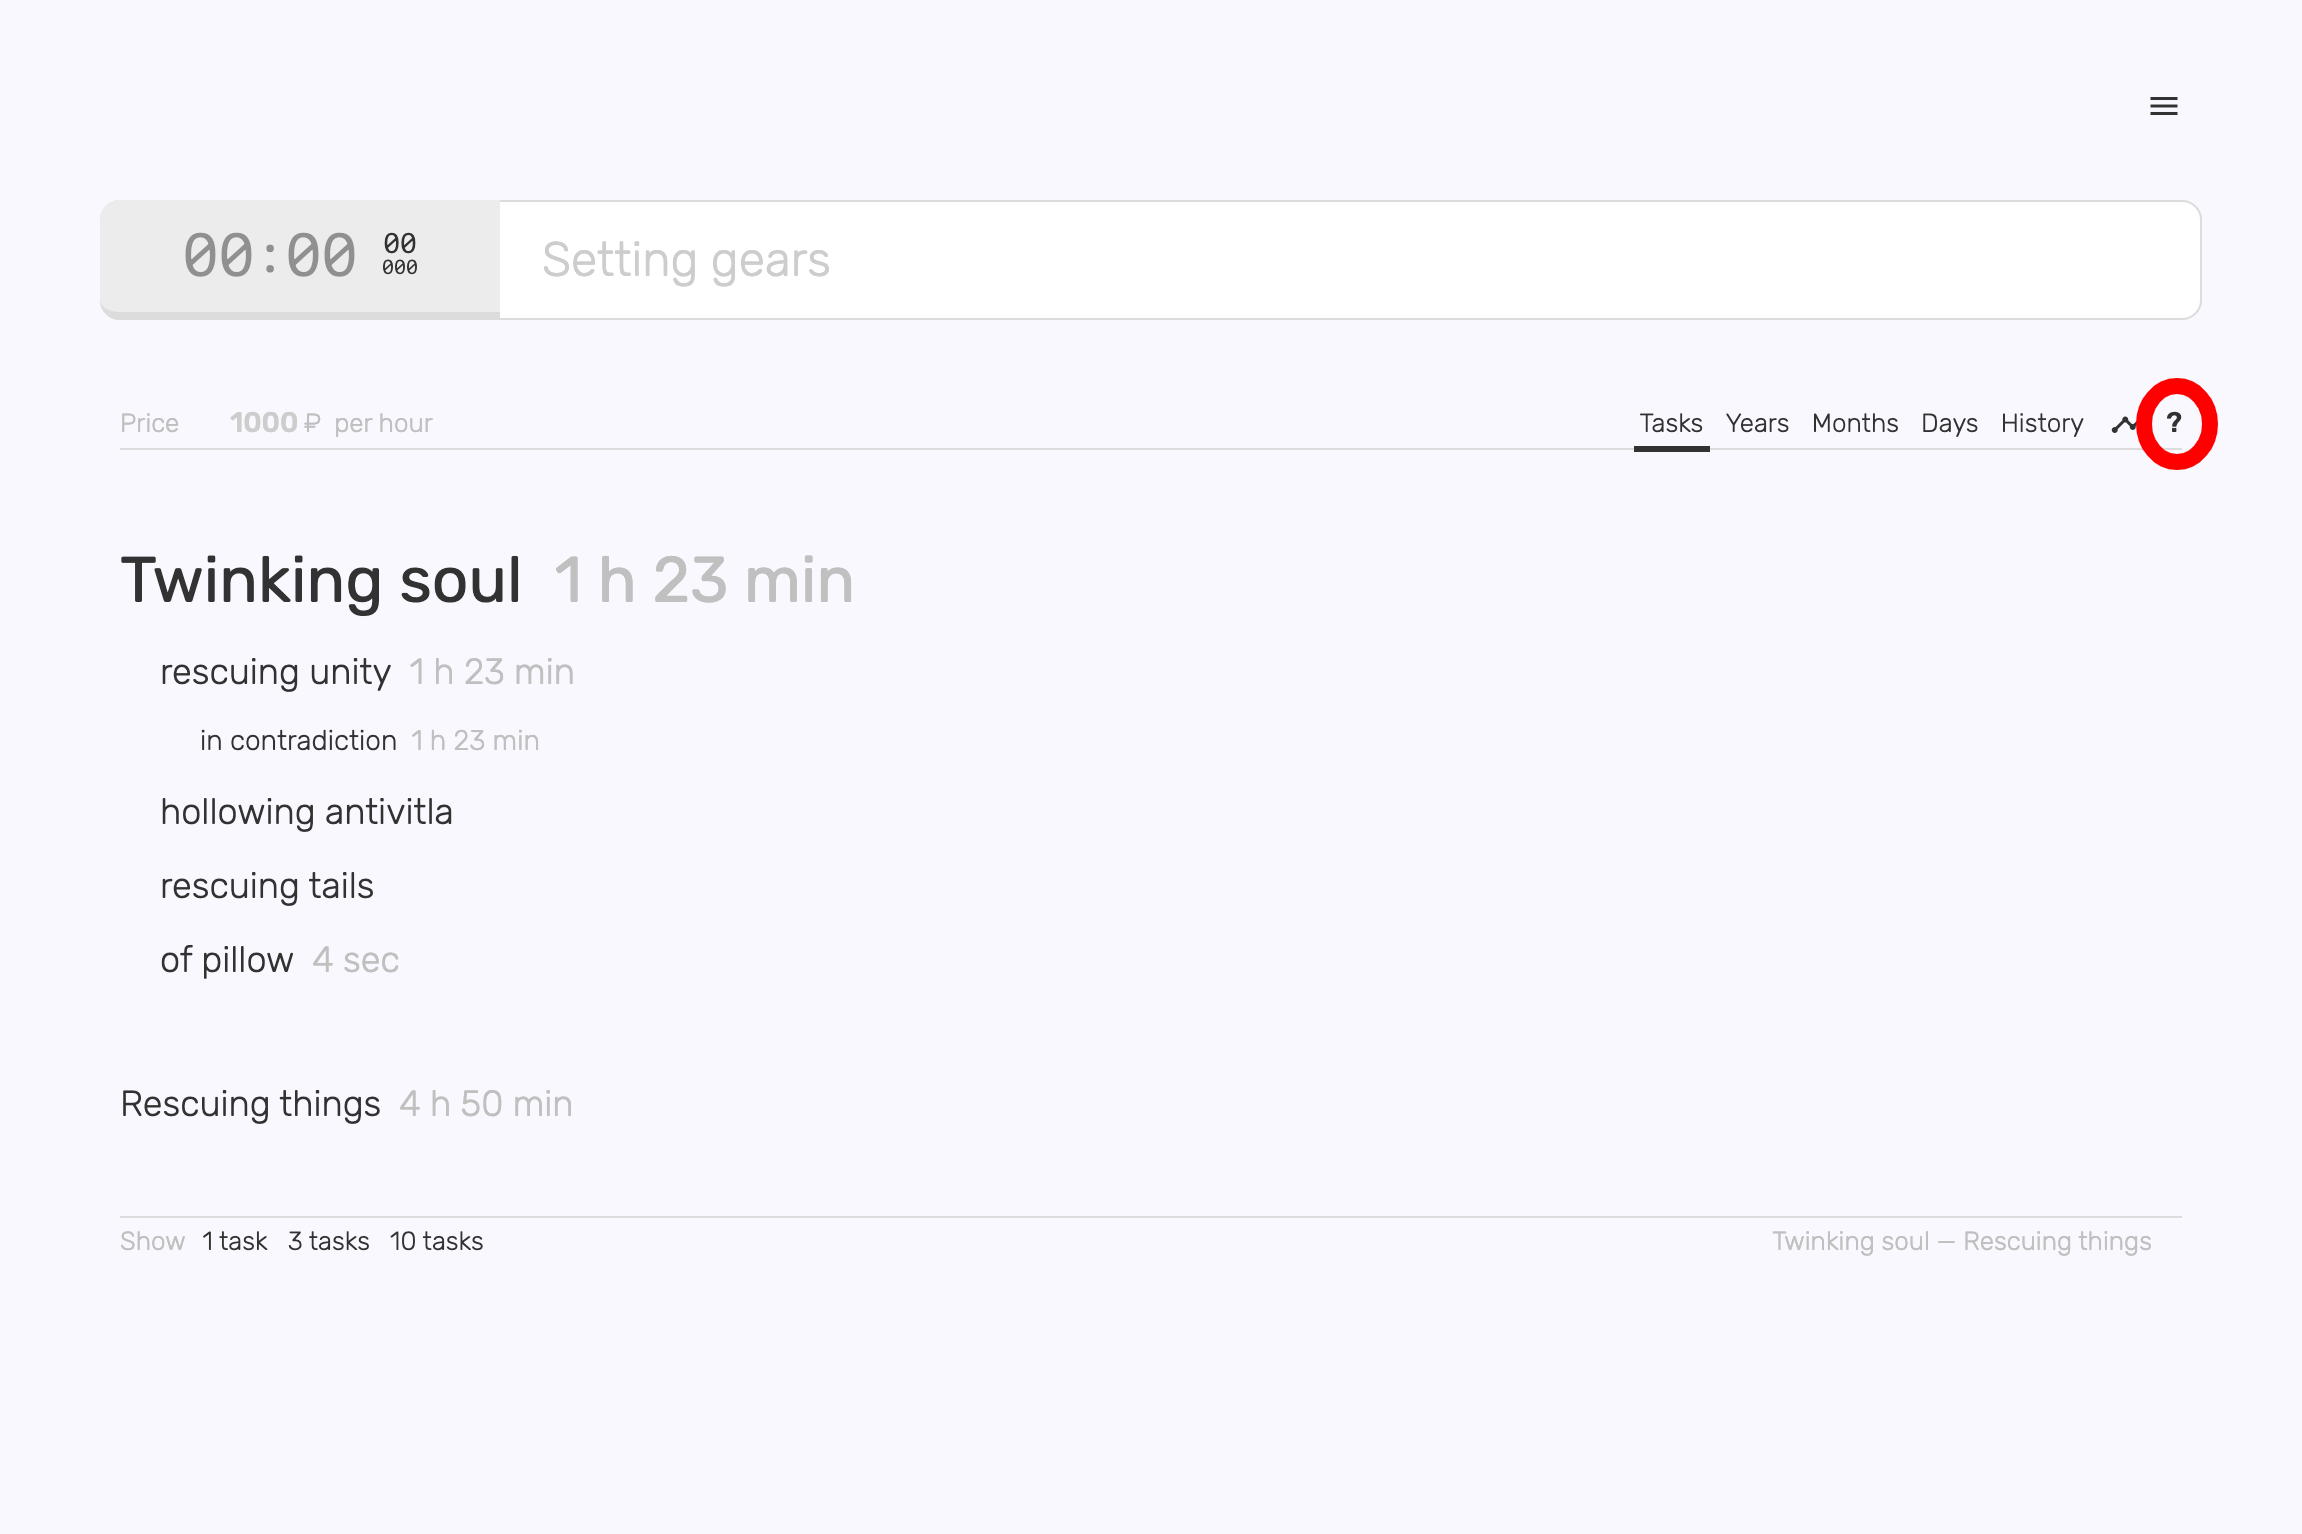 00:00 00 000 Setting gears
Price 1000 ₽ per hour Tasks Years Months Days History ?
Twinking soul 1 h 23 min
rescuing unity 1 h 23 min
in contradiction 1 h 23 min
hollowing antivitla
rescuing tails
of pillow 4 sec
Rescuing things 4 h 50 min
Show 1 task 3 tasks 10 tasks Twinking soul — Rescuing things